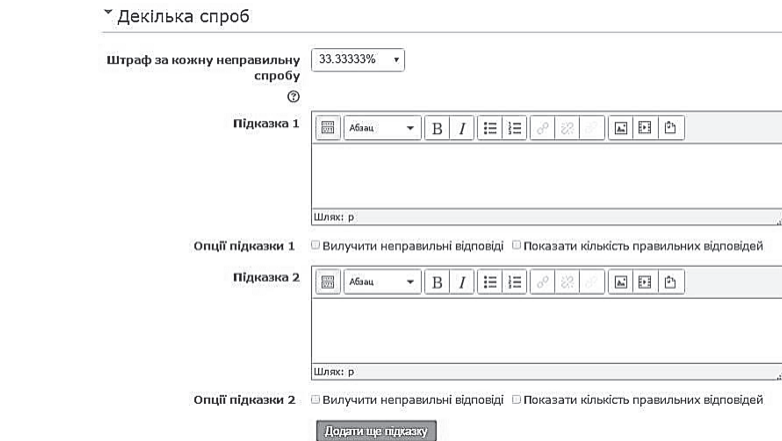 Декілька спроб
Штраф за кожну неправильну спробу
33.33333%
Підказка 1
Абзац
B I
Шлях: p
Опції підказки 1
Вилучити неправильні відповіді
Показати кількість правильних відповідей
Підказка 2
Абзац
B I
Шлях: p
Опції підказки 2
Вилучити неправильні відповіді
Показати кількість правильних відповідей
Додати ще підказку